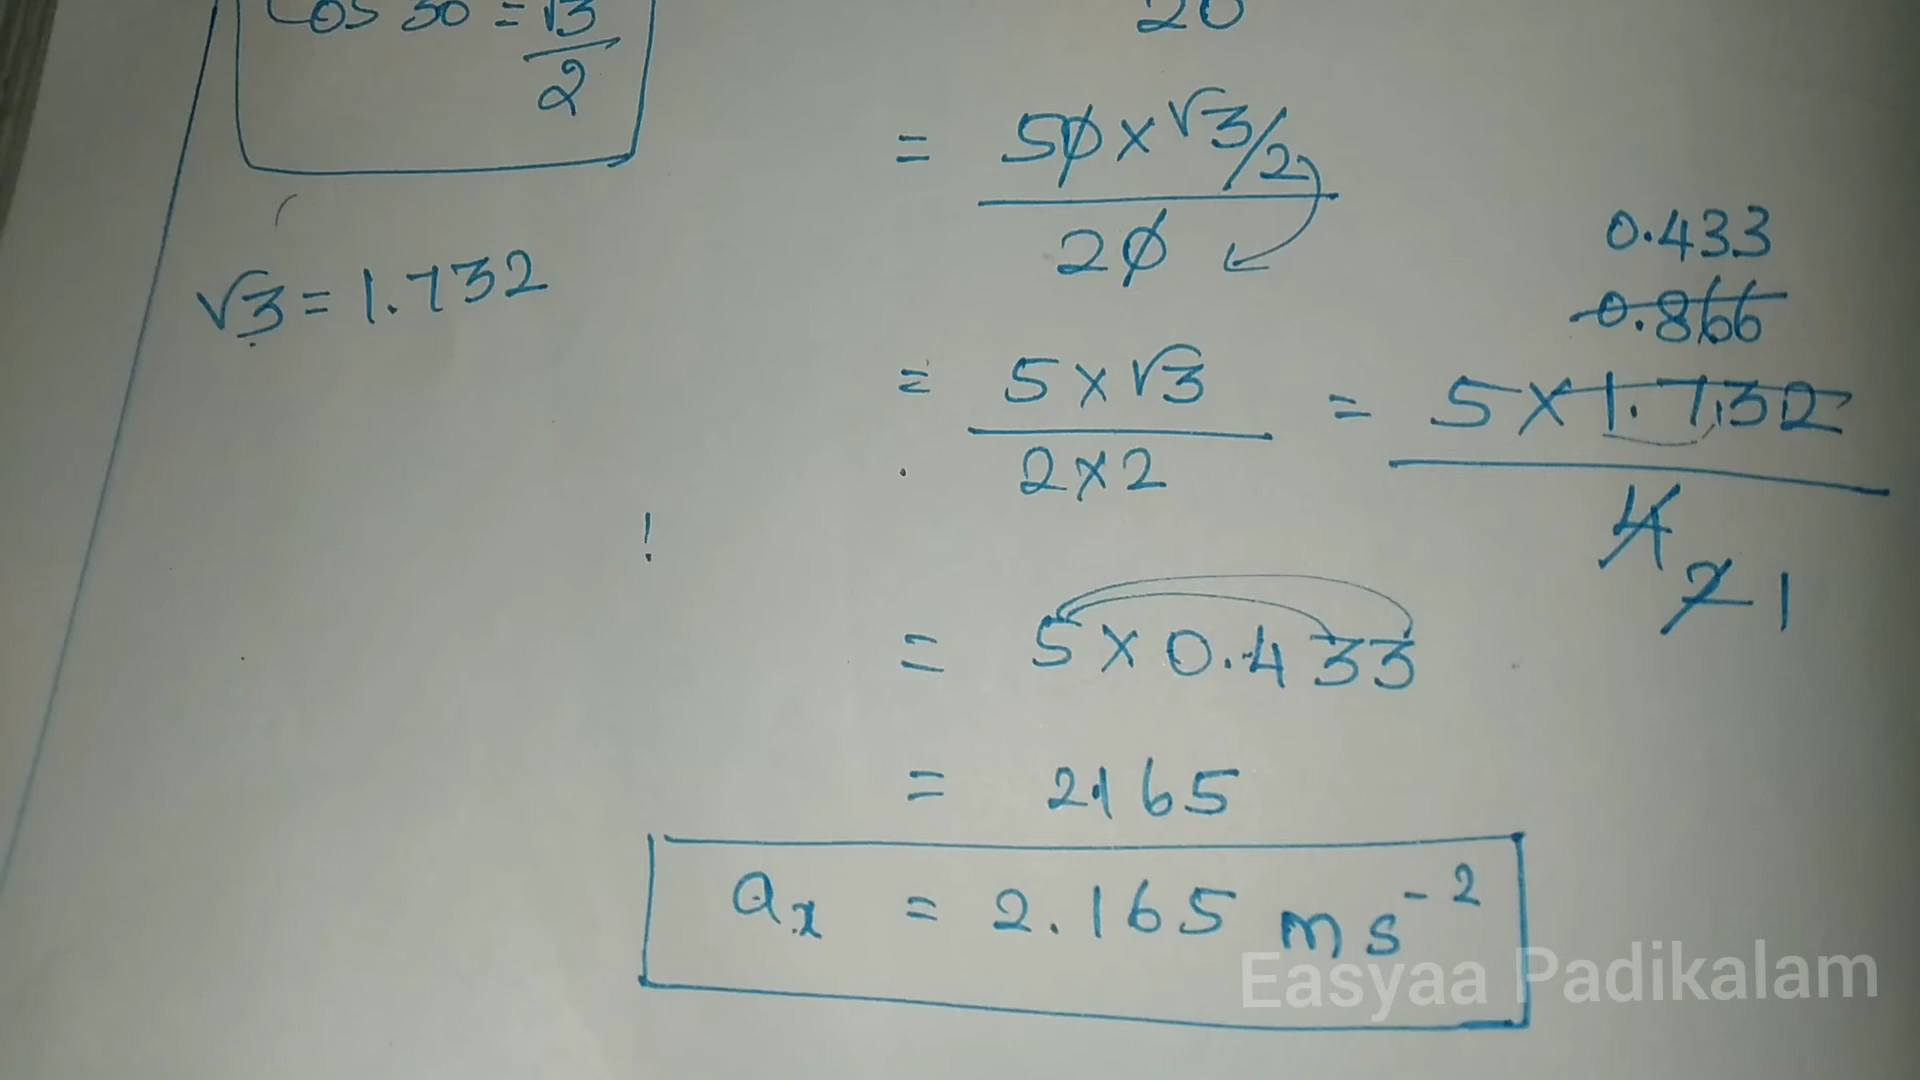 Cos 30 = √3/2
√3 = 1.732
20
= 50 × √3/2 / 20
0.433
0.866
= 5 × √3 / 2 × 2 = 5 × 1.732 / 4 2 1
!
= 5 × 0.433
= 2.165
ax = 2.165 ms⁻²
Easyaa Padikalam